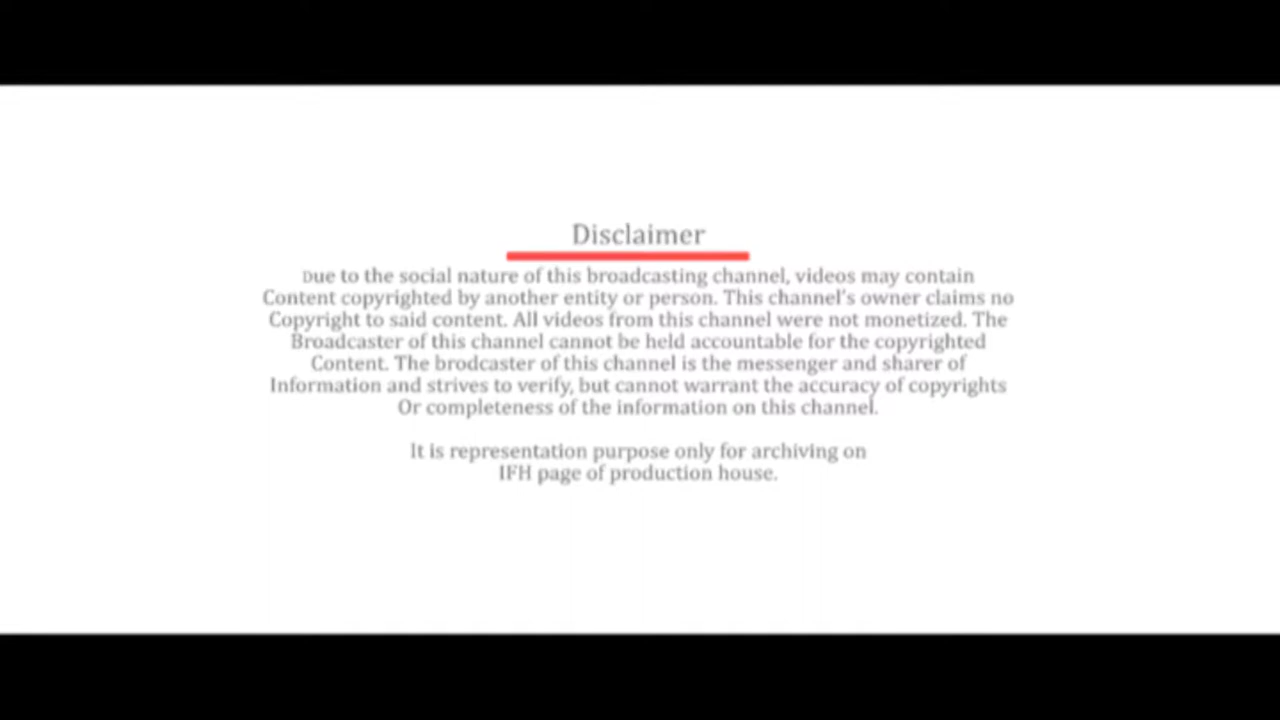 Disclaimer
Due to the social nature of this broadcasting channel, videos may contain
Content copyrighted by another entity or person. This channel's owner claims no
Copyright to said content. All videos from this channel were not monetized. The
Broadcaster of this channel cannot be held accountable for the copyrighted
Content. The brodcaster of this channel is the messenger and sharer of
Information and strives to verify, but cannot warrant the accuracy of copyrights
Or completeness of the information on this channel.
It is representation purpose only for archiving on
IFH page of production house.